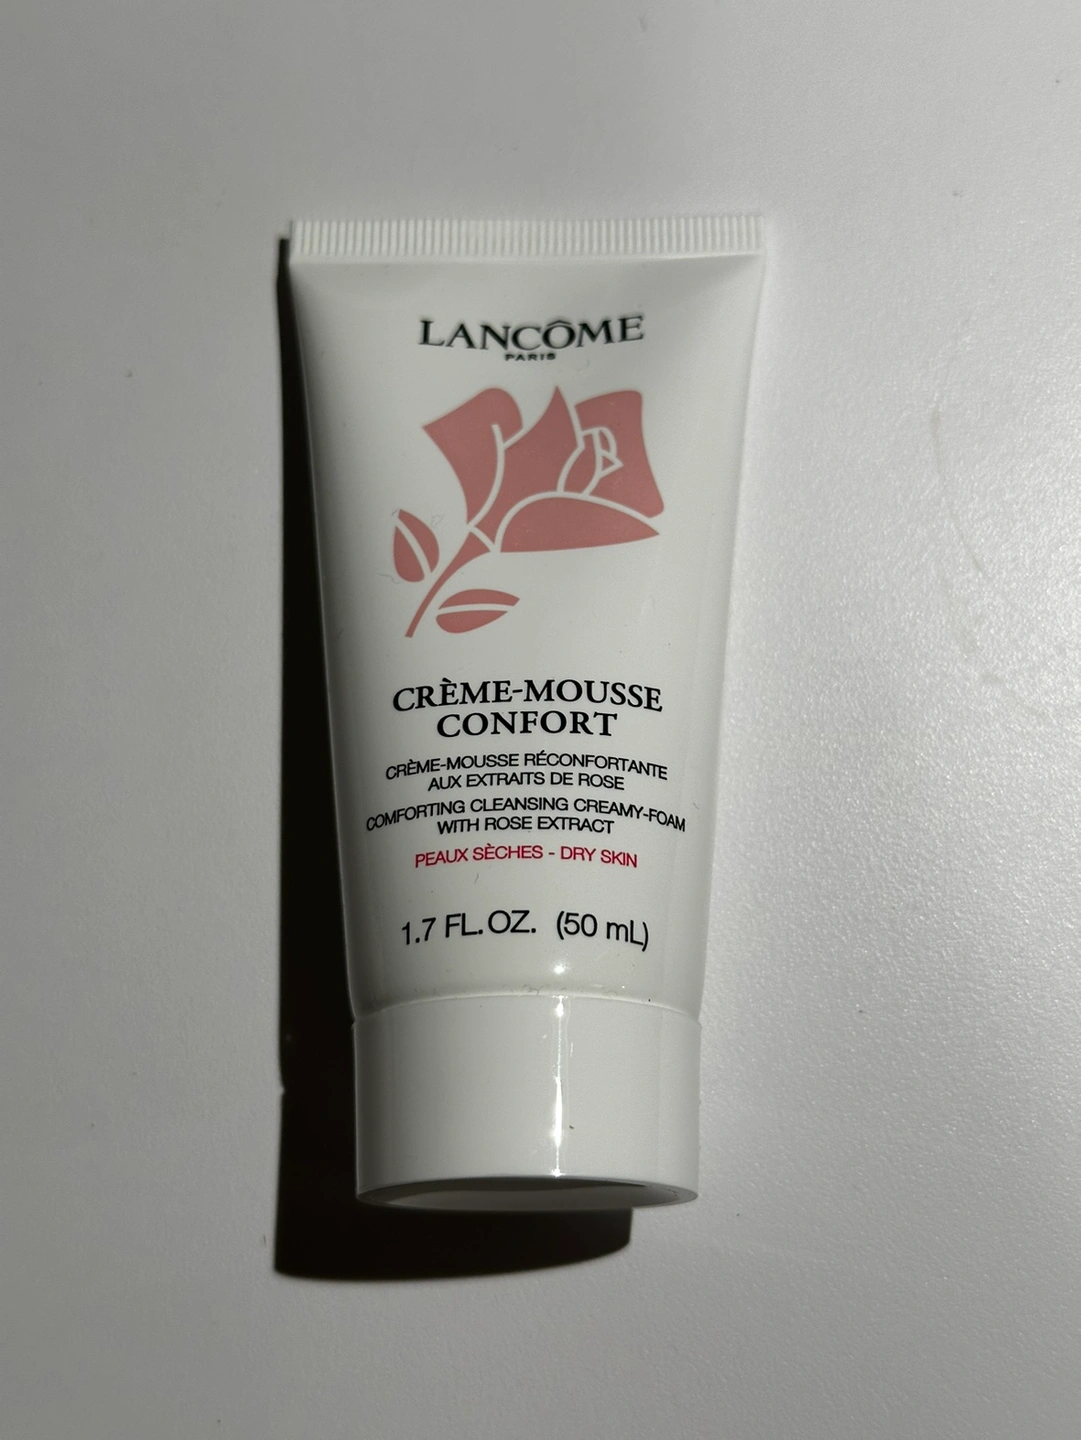 LANCÔME
PARIS
CRÈME-MOUSSE
CONFORT
CRÈME-MOUSSE RÉCONFORTANTE
AUX EXTRAITS DE ROSE
COMFORTING CLEANSING CREAMY-FOAM
WITH ROSE EXTRACT
PEAUX SÈCHES - DRY SKIN
1.7 FL. OZ. (50 mL)